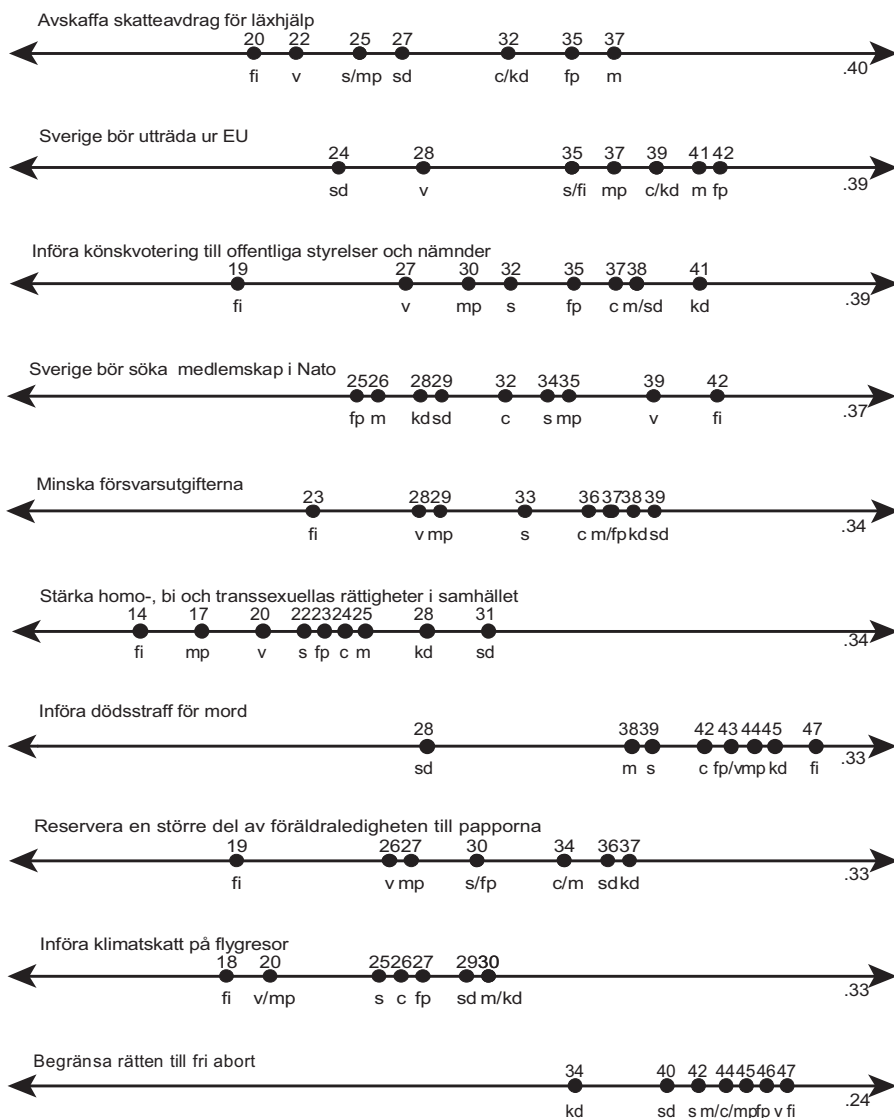 Avskaffa skatteavdrag för läxhjälp
20 22 25 27 32 35 37
fi v s/mp sd c/kd fp m
.40
Sverige bör utträda ur EU
24 28 35 37 39 41 42
sd v s/fi mp c/kd m fp
.39
Införa könskvotering till offentliga styrelser och nämnder
19 27 30 32 35 37 38 41
fi v mp s fp c m/sd kd
.39
Sverige bör söka medlemskap i Nato
25 26 28 29 32 34 35 39 42
fp m kd sd c s mp v fi
.37
Minska försvarsutgifterna
23 28 29 33 36 37 38 39
fi v mp s c m/fp kd sd
.34
Stärka homo-, bi och transsexuellas rättigheter i samhället
14 17 20 22 23 24 25 28 31
fi mp v s fp c m kd sd
.34
Införa dödsstraff för mord
28 38 39 42 43 44 45 47
sd m s c fp/v mp kd fi
.33
Reservera en större del av föräldraledigheten till papporna
19 26 27 30 34 36 37
fi v mp s/fp c/m sd kd
.33
Införa klimatskatt på flygresor
18 20 25 26 27 29 30
fi v/mp s c fp sd m/kd
.33
Begränsa rätten till fri abort
34 40 42 44 45 46 47
kd sd s m/c/mp fp v fi
.24